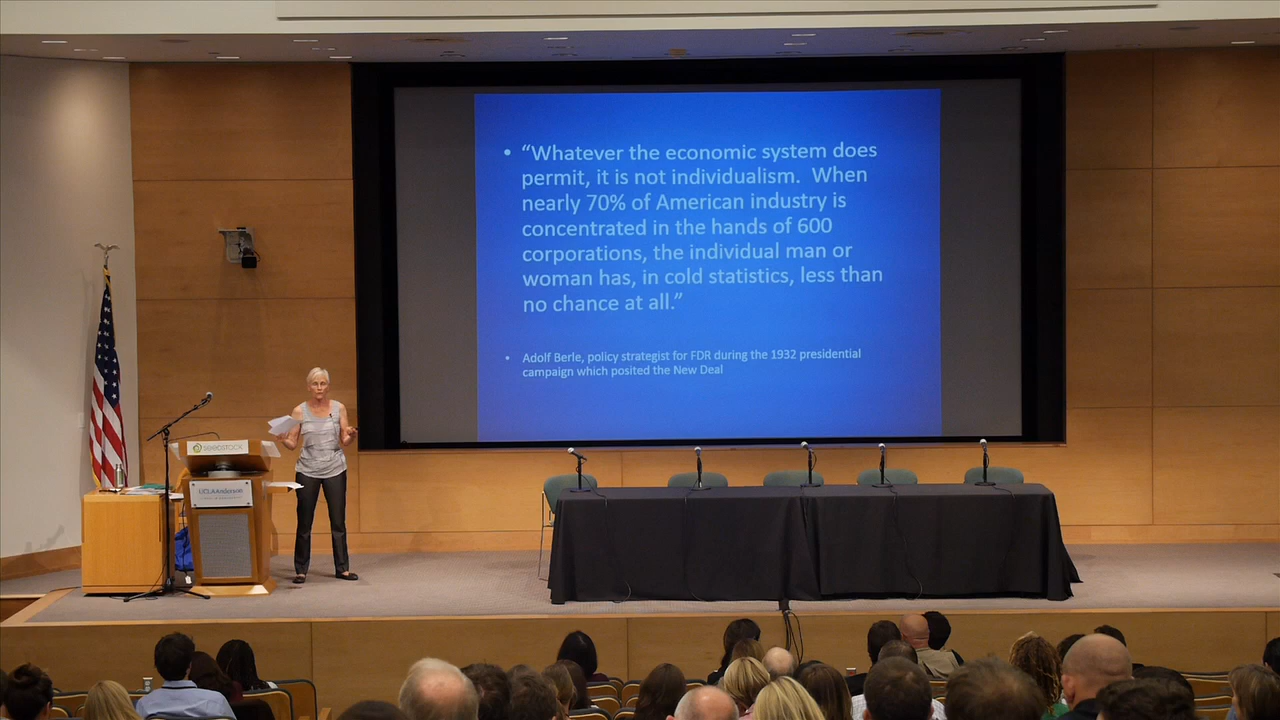 • “Whatever the economic system does
permit, it is not individualism. When
nearly 70% of American industry is
concentrated in the hands of 600
corporations, the individual man or
woman has, in cold statistics, less than
no chance at all.”
• Adolf Berle, policy strategist for FDR during the 1932 presidential
campaign which posited the New Deal
seedstock
UCLA Anderson